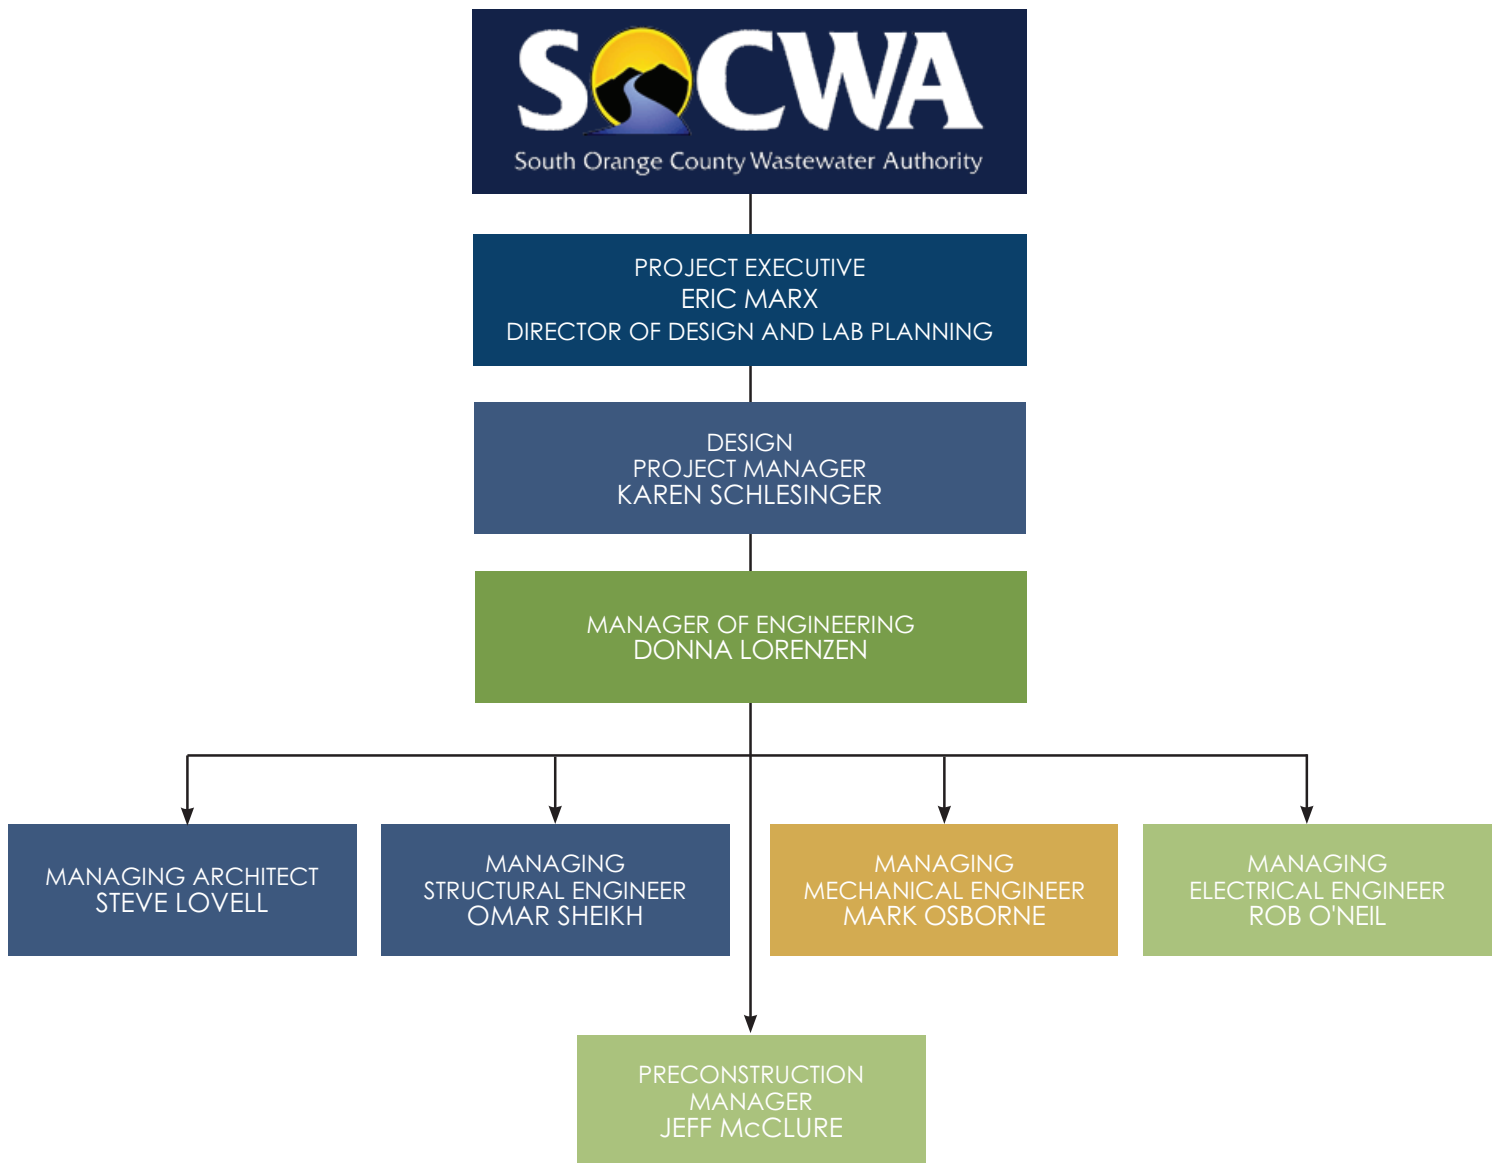 SOCWA
South Orange County Wastewater Authority
PROJECT EXECUTIVE
ERIC MARX
DIRECTOR OF DESIGN AND LAB PLANNING
DESIGN
PROJECT MANAGER
KAREN SCHLESINGER
MANAGER OF ENGINEERING
DONNA LORENZEN
MANAGING ARCHITECT
STEVE LOVELL
MANAGING
STRUCTURAL ENGINEER
OMAR SHEIKH
MANAGING
MECHANICAL ENGINEER
MARK OSBORNE
MANAGING
ELECTRICAL ENGINEER
ROB O'NEIL
PRECONSTRUCTION
MANAGER
JEFF McCLURE